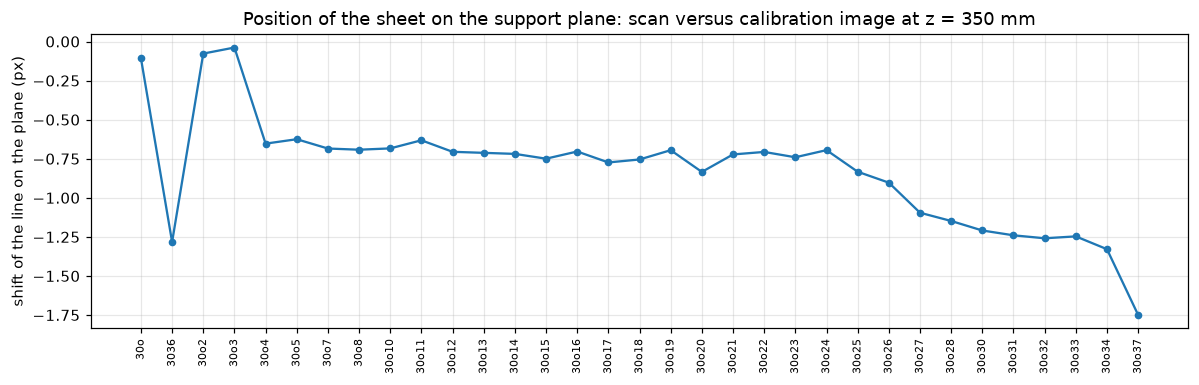 Position of the sheet on the support plane: scan versus calibration image at z = 350 mm
shift of the line on the plane (px)
0.00
−0.25
−0.50
−0.75
−1.00
−1.25
−1.50
−1.75
30o
3036
30o2
30o3
30o4
30o5
30o7
30o8
30o10
30o11
30o12
30o13
30o14
30o15
30o16
30o17
30o18
30o19
30o20
30o21
30o22
30o23
30o24
30o25
30o26
30o27
30o28
30o30
30o31
30o32
30o33
30o34
30o37